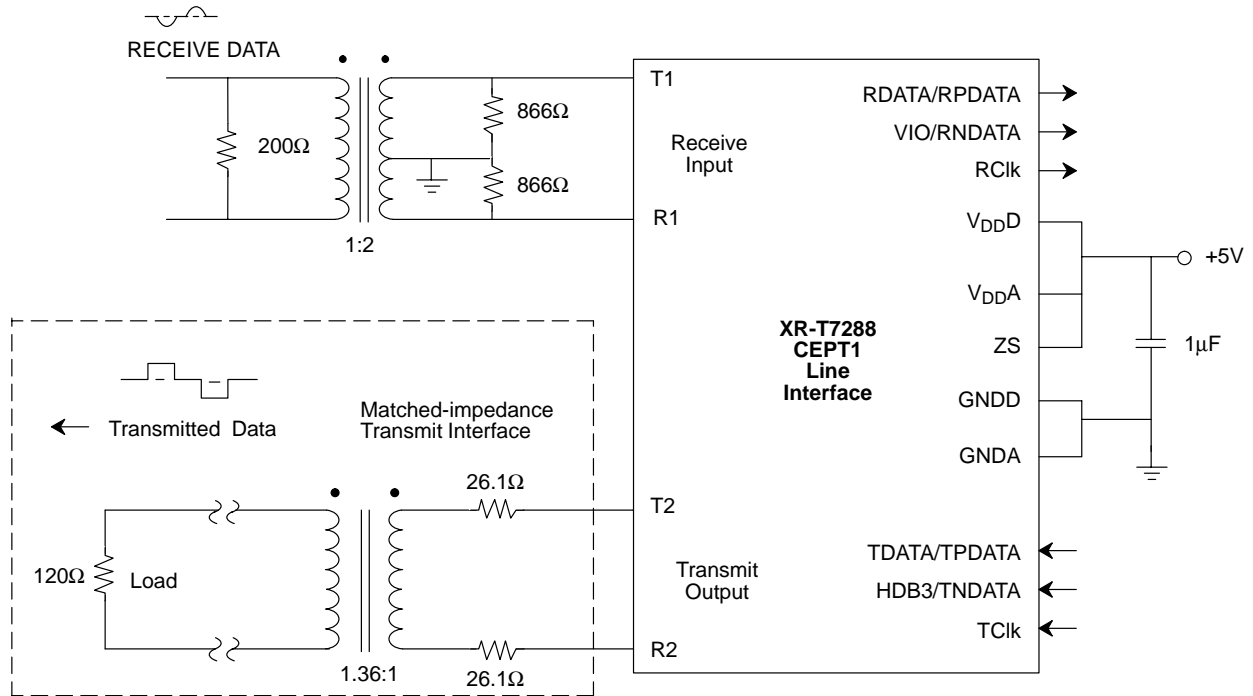 RECEIVE DATA
200Ω
1:2
866Ω
866Ω
T1
Receive
Input
R1
RDATA/RPDATA
VIO/RNDATA
RClk
VDDD
VDDA
ZS
GNDD
GNDA
+5V
1µF
XR-T7288
CEPT1
Line
Interface
Transmitted Data
Matched-impedance
Transmit Interface
26.1Ω
120Ω
Load
1.36:1
26.1Ω
T2
Transmit
Output
R2
TDATA/TPDATA
HDB3/TNDATA
TClk